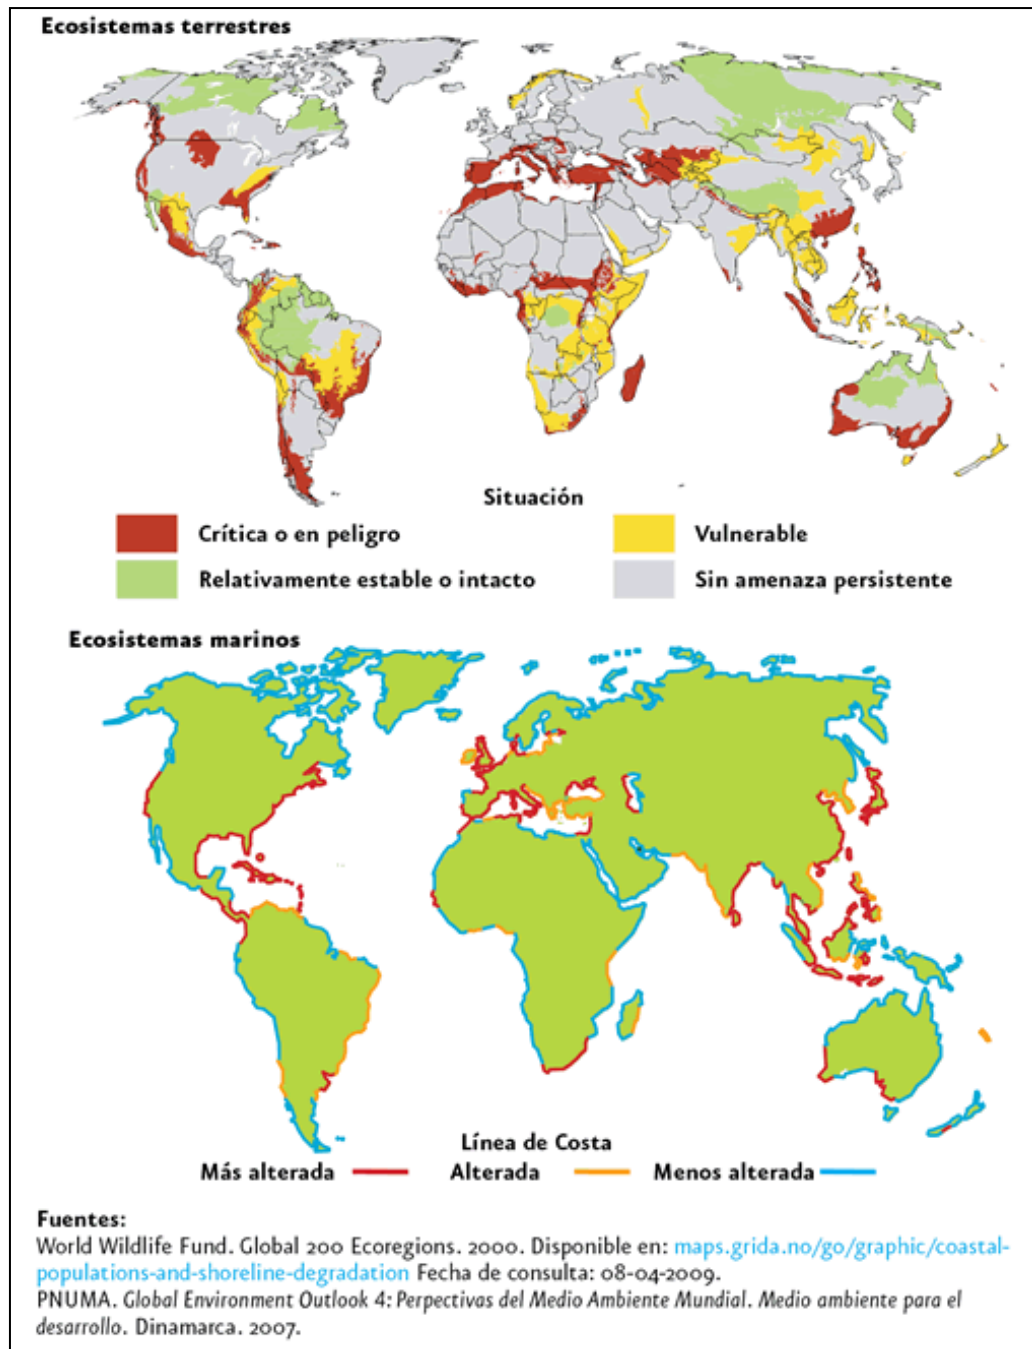 Ecosistemas terrestres
Situación
Crítica o en peligro
Vulnerable
Relativamente estable o intacto
Sin amenaza persistente
Ecosistemas marinos
Línea de Costa
Más alterada
Alterada
Menos alterada
Fuentes:
World Wildlife Fund. Global 200 Ecoregions. 2000. Disponible en: maps.grida.no/go/graphic/coastal-
populations-and-shoreline-degradation Fecha de consulta: 08-04-2009.
PNUMA. Global Environment Outlook 4: Perpectivas del Medio Ambiente Mundial. Medio ambiente para el
desarrollo. Dinamarca. 2007.